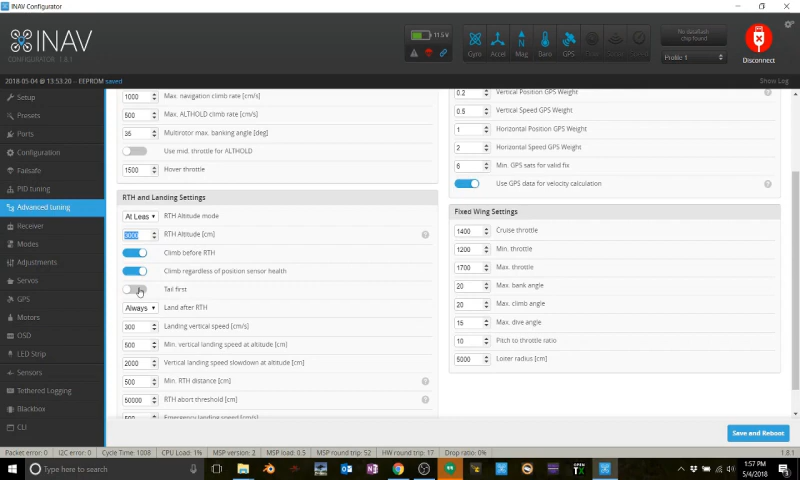 INAV Configurator
INAV
CONFIGURATOR 1.8.1
11.5 V
Gyro
Accel
Mag
Baro
GPS
No dataflash
chip found
Profile 1
Disconnect
2018-05-04 @ 13:53:20 - EEPROM saved
Show Log
Setup
Presets
Ports
Configuration
Failsafe
PID tuning
Advanced tuning
Receiver
Modes
Adjustments
Servos
GPS
Motors
OSD
LED Strip
Sensors
Tethered Logging
Blackbox
CLI
1000 Max. navigation climb rate [cm/s]
500 Max. ALTHOLD climb rate [cm/s]
35 Multirotor max. banking angle [deg]
Use mid. throttle for ALTHOLD
1500 Hover throttle
RTH and Landing Settings
At Leas RTH Altitude mode
3000 RTH Altitude [cm]
Climb before RTH
Climb regardless of position sensor health
Tail first
Always Land after RTH
300 Landing vertical speed [cm/s]
500 Min. vertical landing speed at altitude [cm]
2000 Vertical landing speed slowdown at altitude [cm]
500 Min. RTH distance [cm]
50000 RTH abort threshold [cm]
500 Emergency landing speed [cm/s]
0.2 Vertical Position GPS Weight
0.5 Vertical Speed GPS Weight
1 Horizontal Position GPS Weight
2 Horizontal Speed GPS Weight
6 Min. GPS sats for valid fix
Use GPS data for velocity calculation
Fixed Wing Settings
1400 Cruise throttle
1200 Min. throttle
1700 Max. throttle
20 Max. bank angle
20 Max. climb angle
15 Max. dive angle
10 Pitch to throttle ratio
5000 Loiter radius [cm]
Save and Reboot
Packet error: 0 I2C error: 0 Cycle Time: 1008 CPU Load: 1% MSP version: 2 MSP load: 0.5 MSP round trip: 52 HW round trip: 17 Drop ratio: 0% 1.8.1
Type here to search
OPEN
TX
1:57 PM
5/4/2018